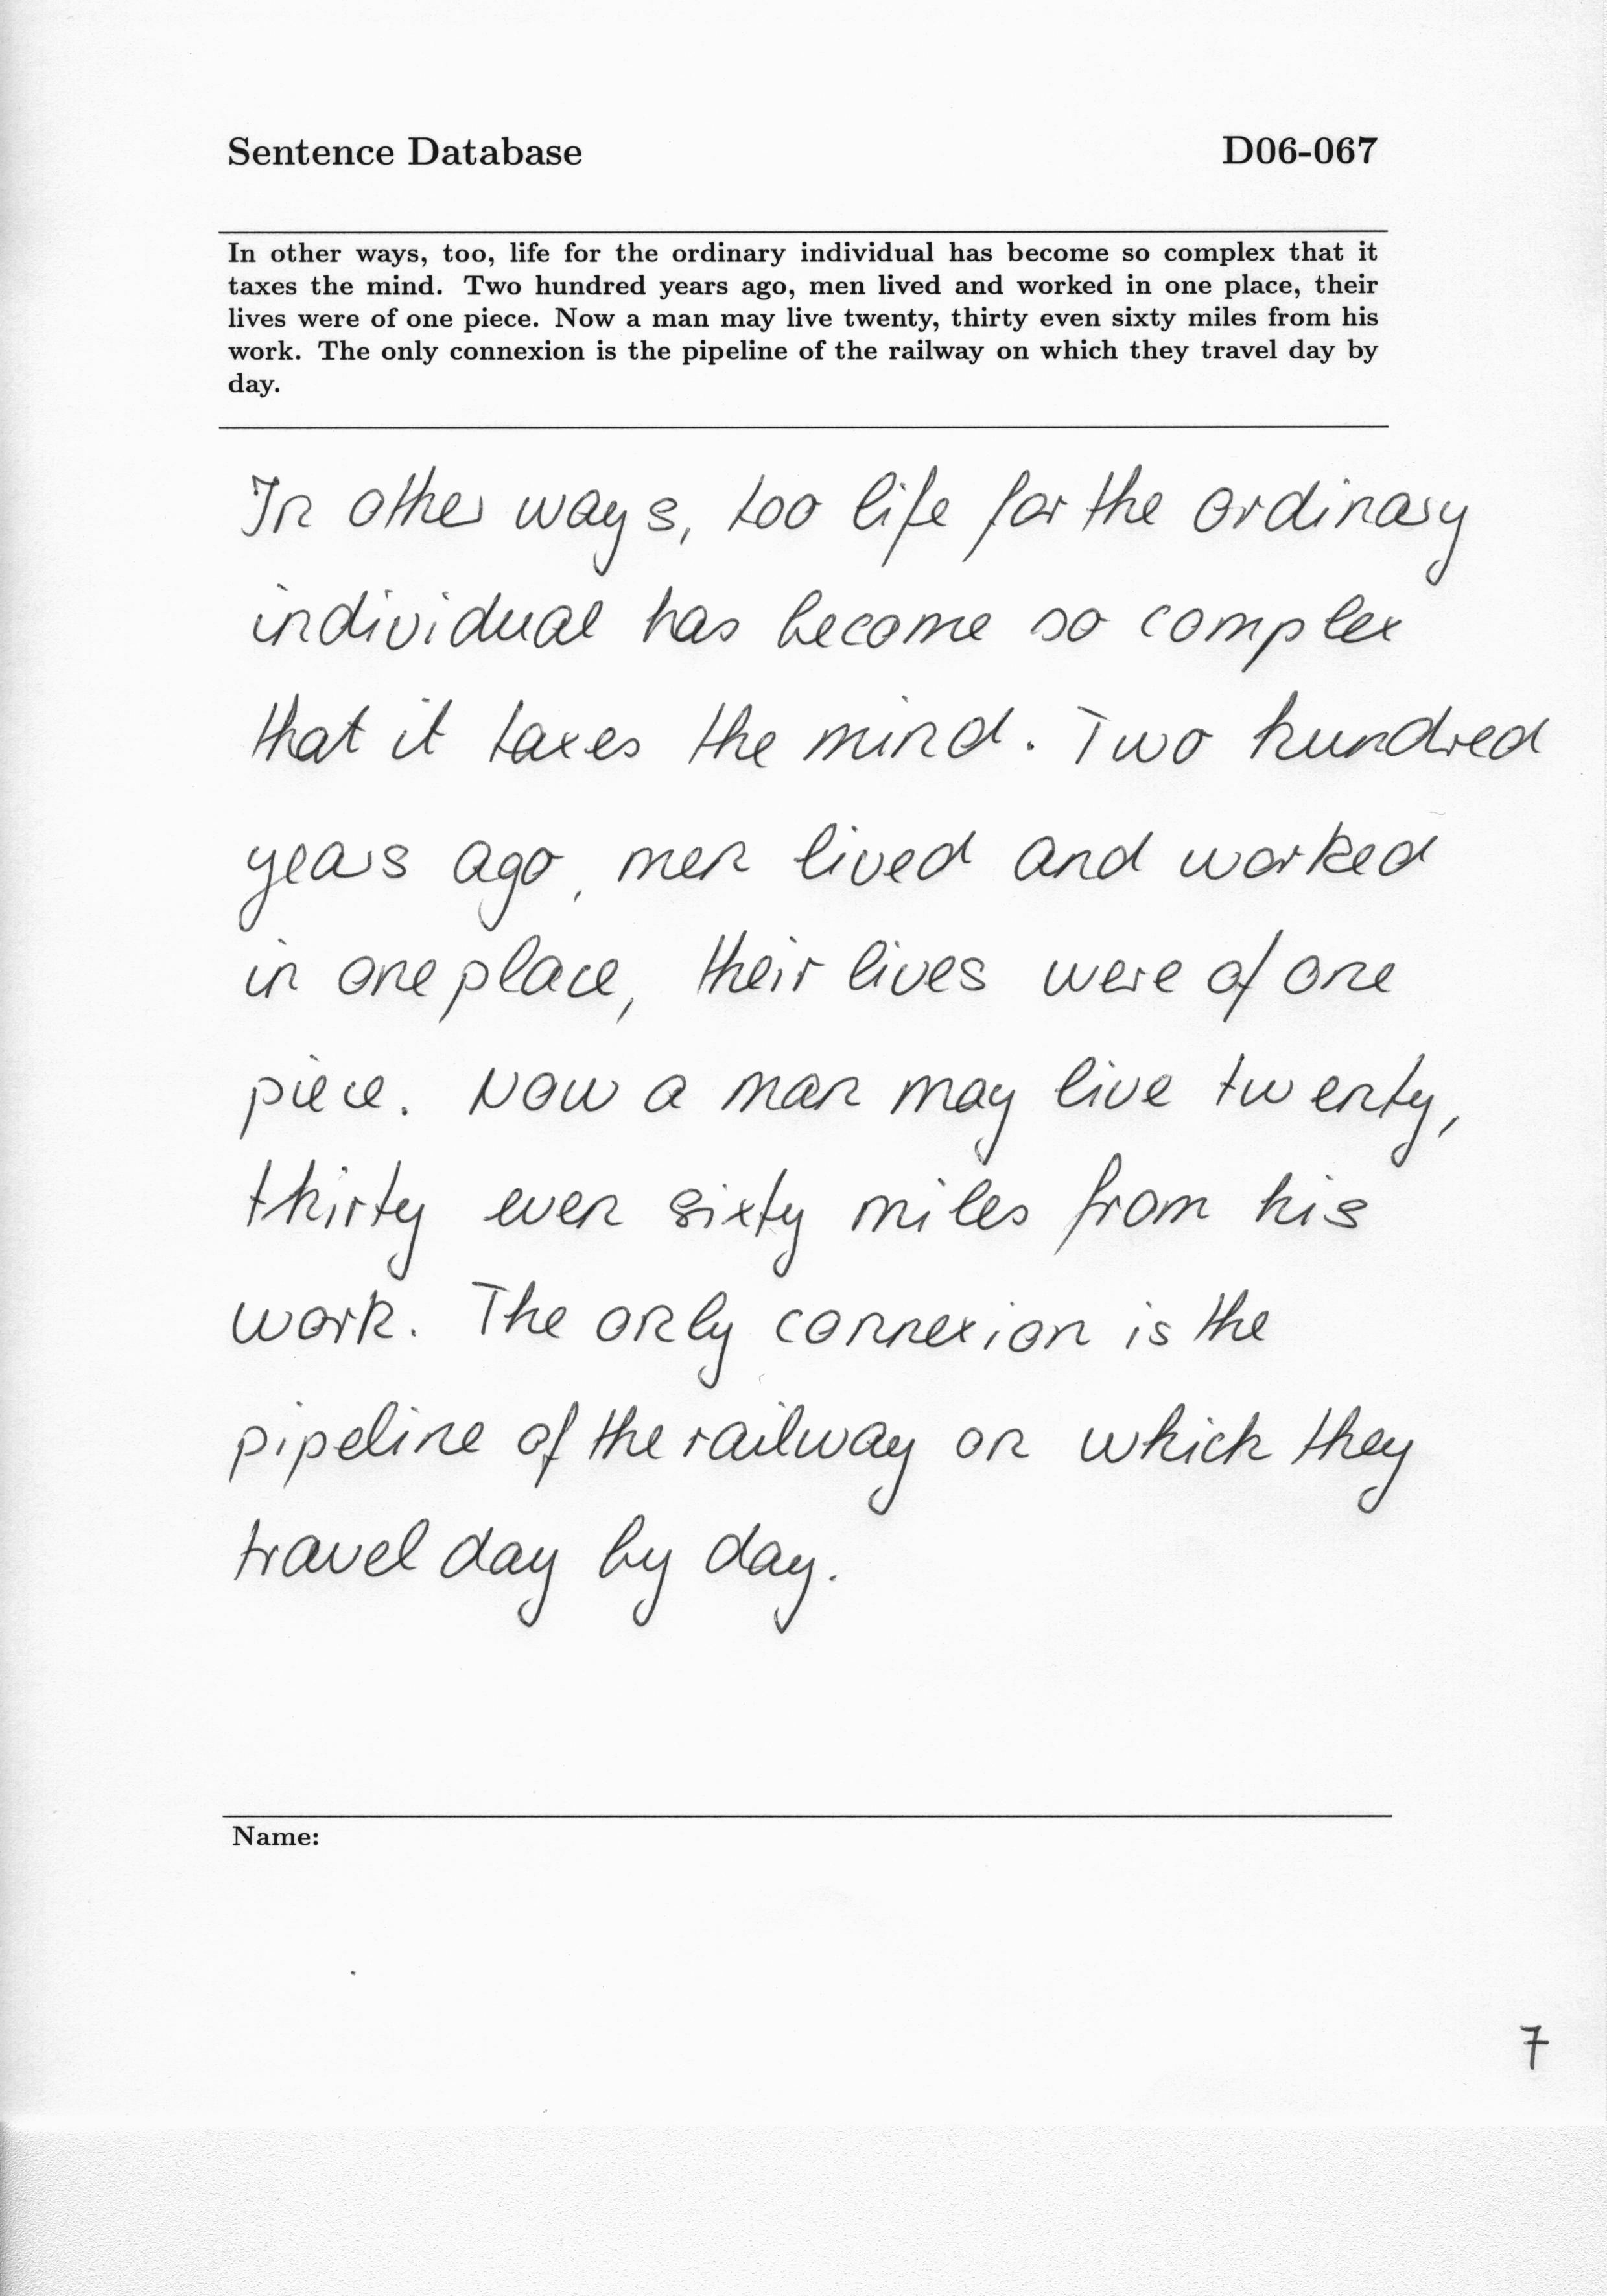 Sentence Database D06-067
In other ways, too, life for the ordinary individual has become so complex that it
taxes the mind. Two hundred years ago, men lived and worked in one place, their
lives were of one piece. Now a man may live twenty, thirty even sixty miles from his
work. The only connexion is the pipeline of the railway on which they travel day by
day.
In other ways, too life for the ordinary
individual has become so complex
that it taxes the mind. Two hundred
years ago, men lived and worked
in one place, their lives were of one
piece. Now a man may live twenty,
thirty even sixty miles from his
work. The only connexion is the
pipeline of the railway on which they
travel day by day.
Name:
7